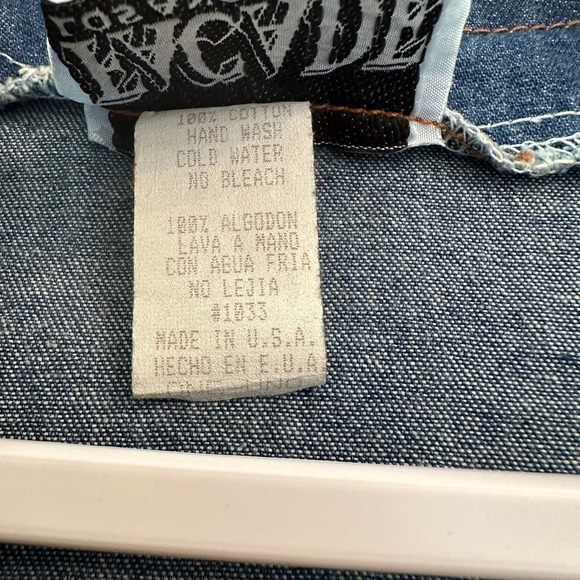 100% COTTON
HAND WASH
COLD WATER
NO BLEACH
100% ALGODON
LAVA A MANO
CON AGUA FRIA
NO LEJIA
#1033
MADE IN U.S.A.
HECHO EN E.U.A.